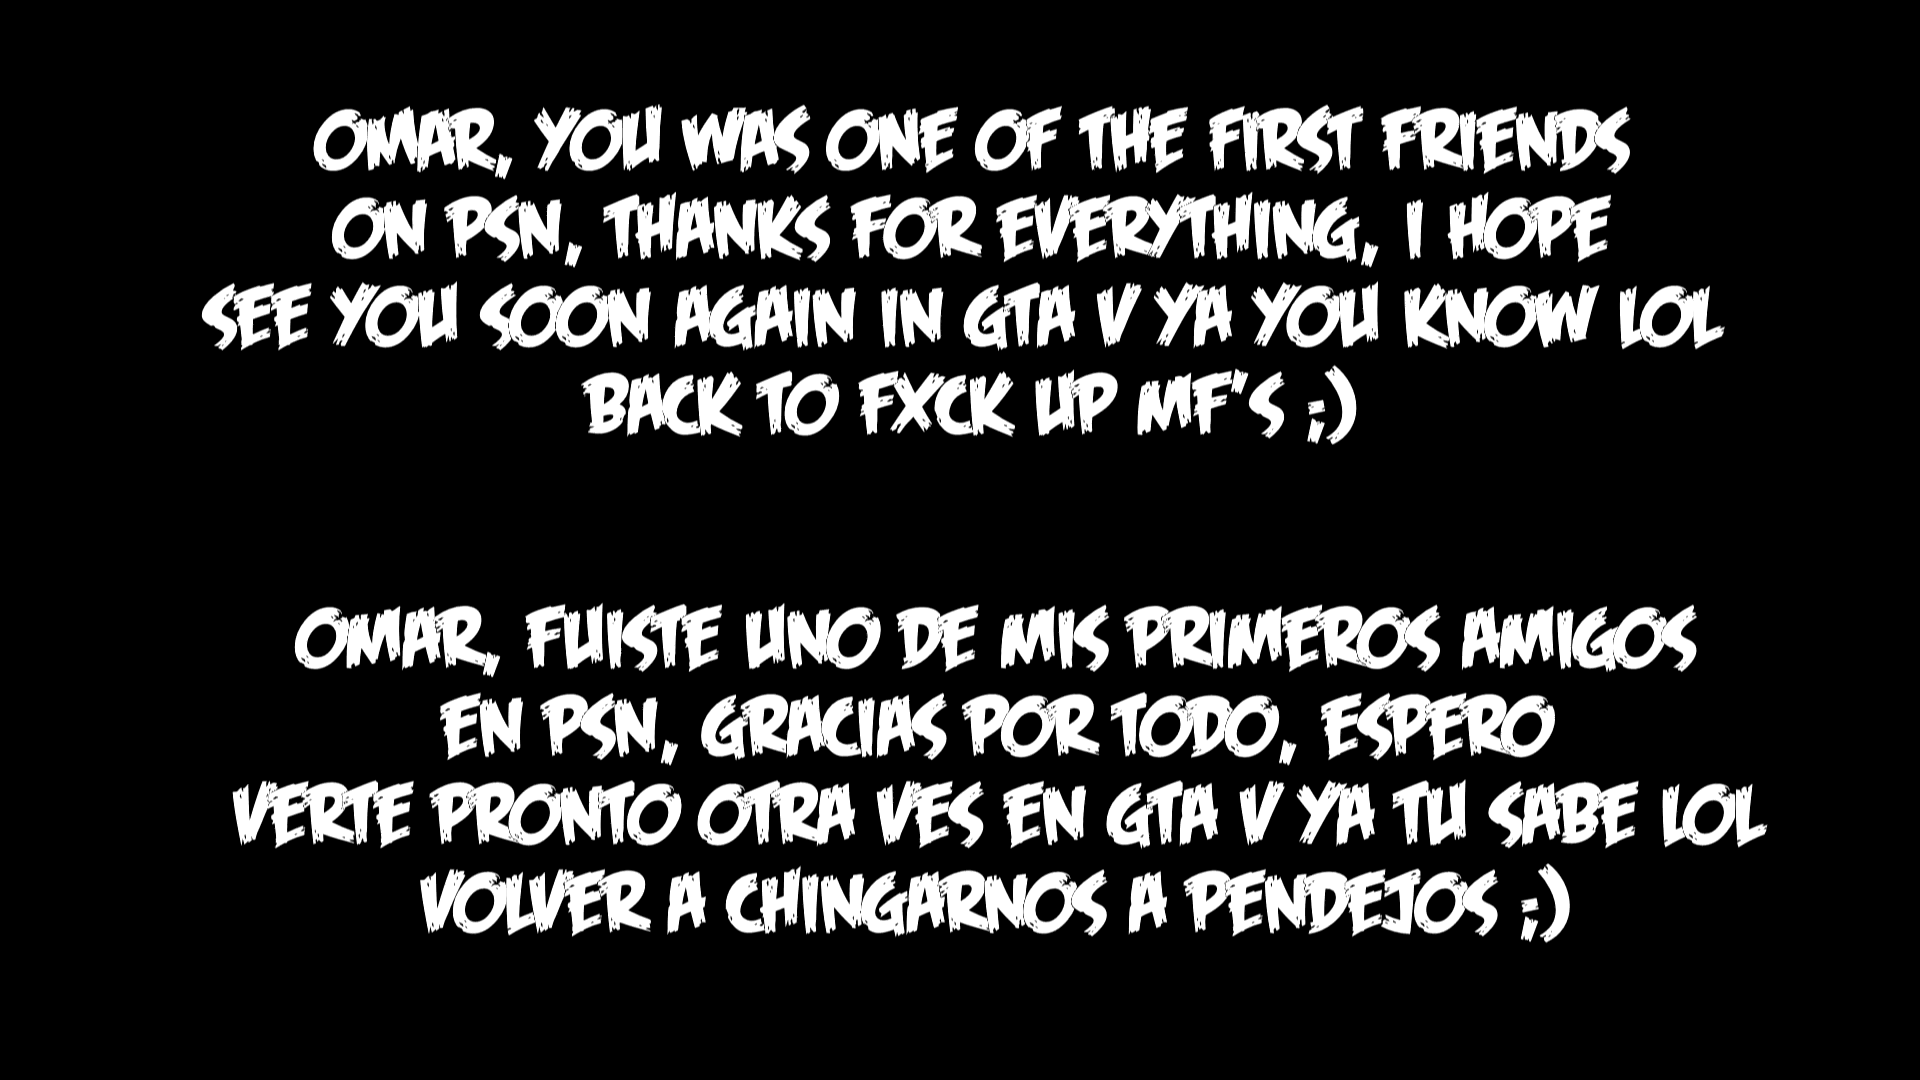 OMAR, YOU WAS ONE OF THE FIRST FRIENDS
ON PSN, THANKS FOR EVERYTHING, I HOPE
SEE YOU SOON AGAIN IN GTA V YA YOU KNOW LOL
BACK TO FXCK UP MF'S ;)
OMAR, FUISTE UNO DE MIS PRIMEROS AMIGOS
EN PSN, GRACIAS POR TODO, ESPERO
VERTE PRONTO OTRA VES EN GTA V YA TU SABE LOL
VOLVER A CHINGARNOS A PENDEJOS ;)